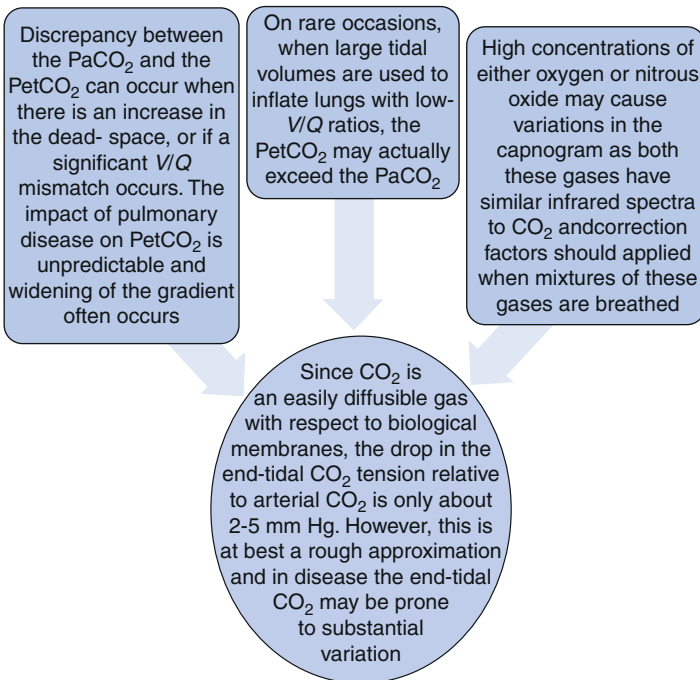 Discrepancy between
the PaCO₂ and the
PetCO₂ can occur when
there is an increase in
the dead- space, or if a
significant V/Q
mismatch occurs. The
impact of pulmonary
disease on PetCO₂ is
unpredictable and
widening of the gradient
often occurs
On rare occasions,
when large tidal
volumes are used to
inflate lungs with low-
V/Q ratios, the
PetCO₂ may actually
exceed the PaCO₂
High concentrations of
either oxygen or nitrous
oxide may cause
variations in the
capnogram as both
these gases have
similar infrared spectra
to CO₂ andcorrection
factors should applied
when mixtures of these
gases are breathed
Since CO₂ is
an easily diffusible gas
with respect to biological
membranes, the drop in the
end-tidal CO₂ tension relative
to arterial CO₂ is only about
2-5 mm Hg. However, this is
at best a rough approximation
and in disease the end-tidal
CO₂ may be prone
to substantial
variation